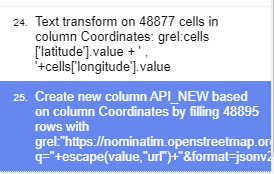 24. Text transform on 48877 cells in
column Coordinates: grel:cells
['latitude'].value + ' ,
'+cells['longitude'].value
25. Create new column API_NEW based
on column Coordinates by filling 48895
rows with
grel:"https://nominatim.openstreetmap.or
q="+escape(value,"url")+"&format=jsonv2